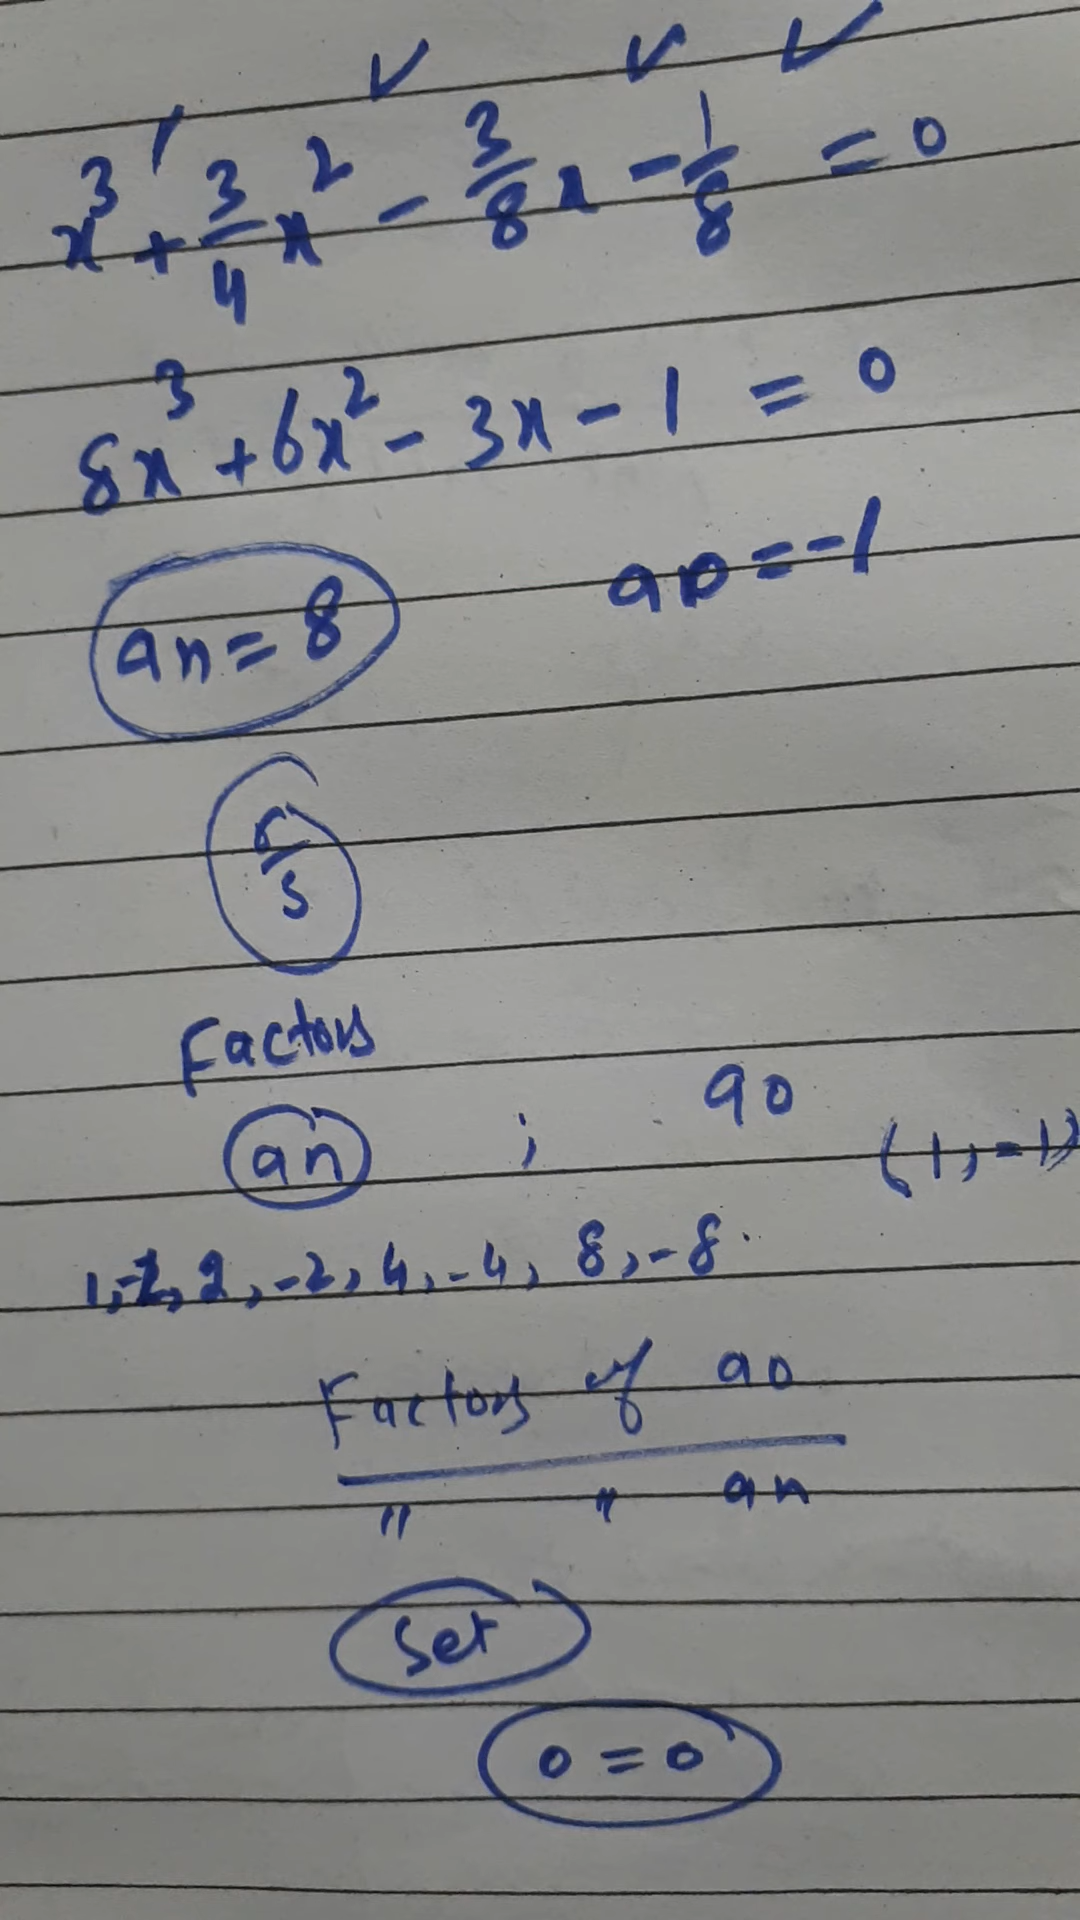 x³ + 3/4 x² - 3/8 x - 1/8 = 0
8x³ + 6x² - 3x - 1 = 0
an = 8 a0 = -1
r/s
Factors
an ; a0 (1, -1)
1, -1, 2, -2, 4, -4, 8, -8.
Factors of a0
" " an
Set
0 = 0